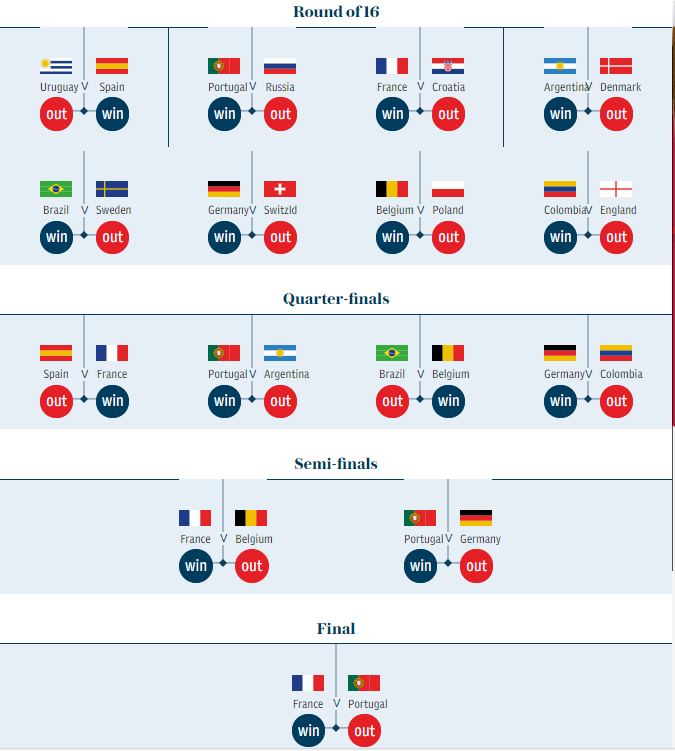 Round of 16
Uruguay V Spain
Portugal V Russia
France V Croatia
Argentina V Denmark
out win
win out
win out
win out
Brazil V Sweden
Germany V Switzld
Belgium V Poland
Colombia V England
win out
win out
win out
win out
Quarter-finals
Spain V France
Portugal V Argentina
Brazil V Belgium
Germany V Colombia
out win
win out
out win
win out
Semi-finals
France V Belgium
Portugal V Germany
win out
win out
Final
France V Portugal
win out